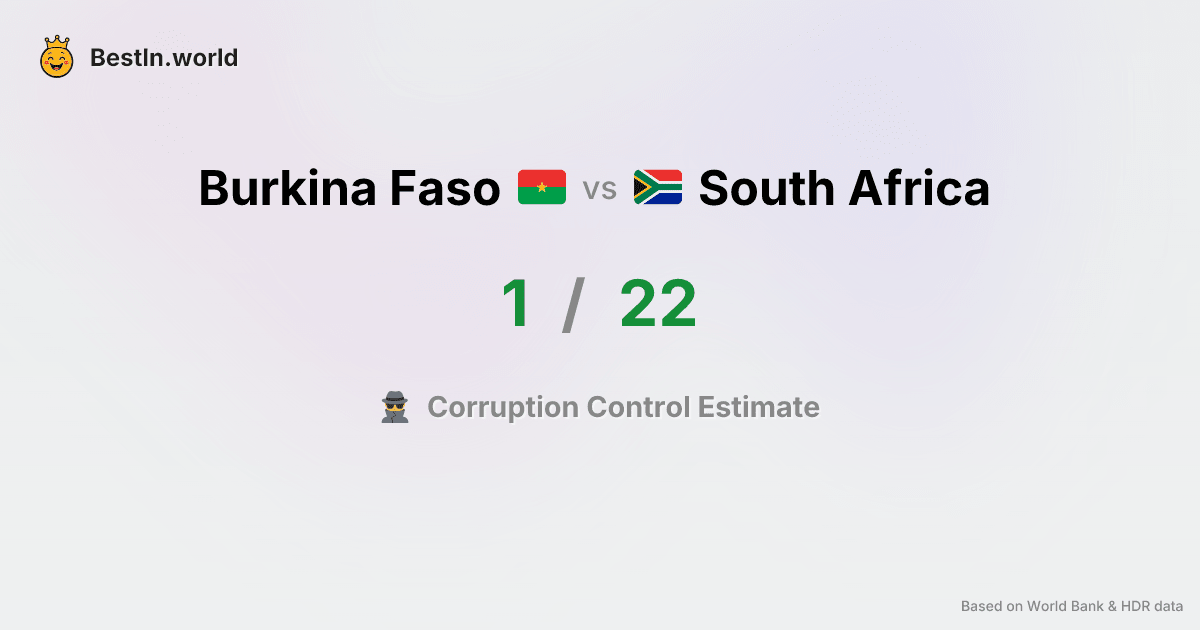 BestIn.world
Burkina Faso vs South Africa
1 / 22
Corruption Control Estimate
Based on World Bank & HDR data